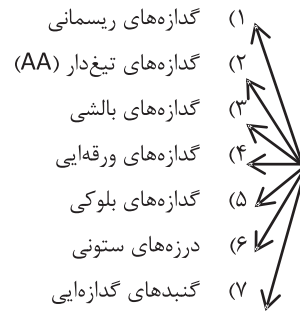 ۱) گدازه‌های ریسمانی
۲) گدازه‌های تیغ‌دار (AA)
۳) گدازه‌های بالشی
۴) گدازه‌های ورقه‌ایی
۵) گدازه‌های بلوکی
۶) درزه‌های ستونی
۷) گنبدهای گدازه‌ایی